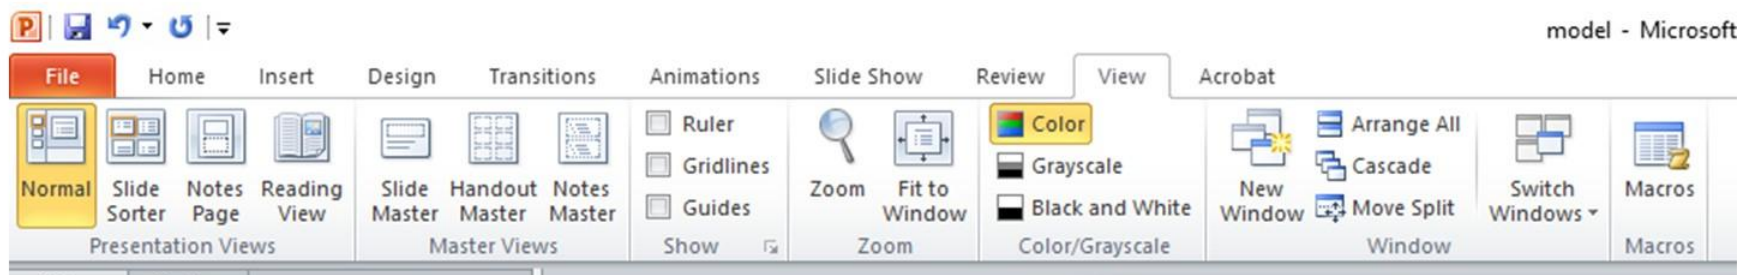 model - Microsoft
File Home Insert Design Transitions Animations Slide Show Review View Acrobat
Normal
Slide Sorter
Notes Page
Reading View
Presentation Views
Slide Master
Handout Master
Notes Master
Master Views
Ruler
Gridlines
Guides
Show
Zoom
Fit to Window
Zoom
Color
Grayscale
Black and White
Color/Grayscale
New Window
Arrange All
Cascade
Move Split
Switch Windows
Window
Macros
Macros